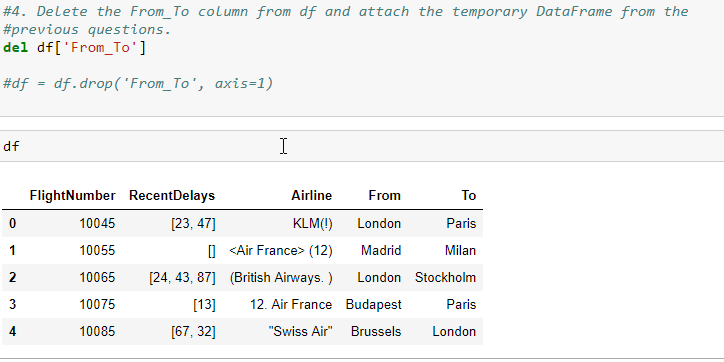 #4. Delete the From_To column from df and attach the temporary DataFrame from the
#previous questions.
del df['From_To']
#df = df.drop('From_To', axis=1)
df
FlightNumber RecentDelays Airline From To
0 10045 [23, 47] KLM(!) London Paris
1 10055 [] <Air France> (12) Madrid Milan
2 10065 [24, 43, 87] (British Airways. ) London Stockholm
3 10075 [13] 12. Air France Budapest Paris
4 10085 [67, 32] "Swiss Air" Brussels London